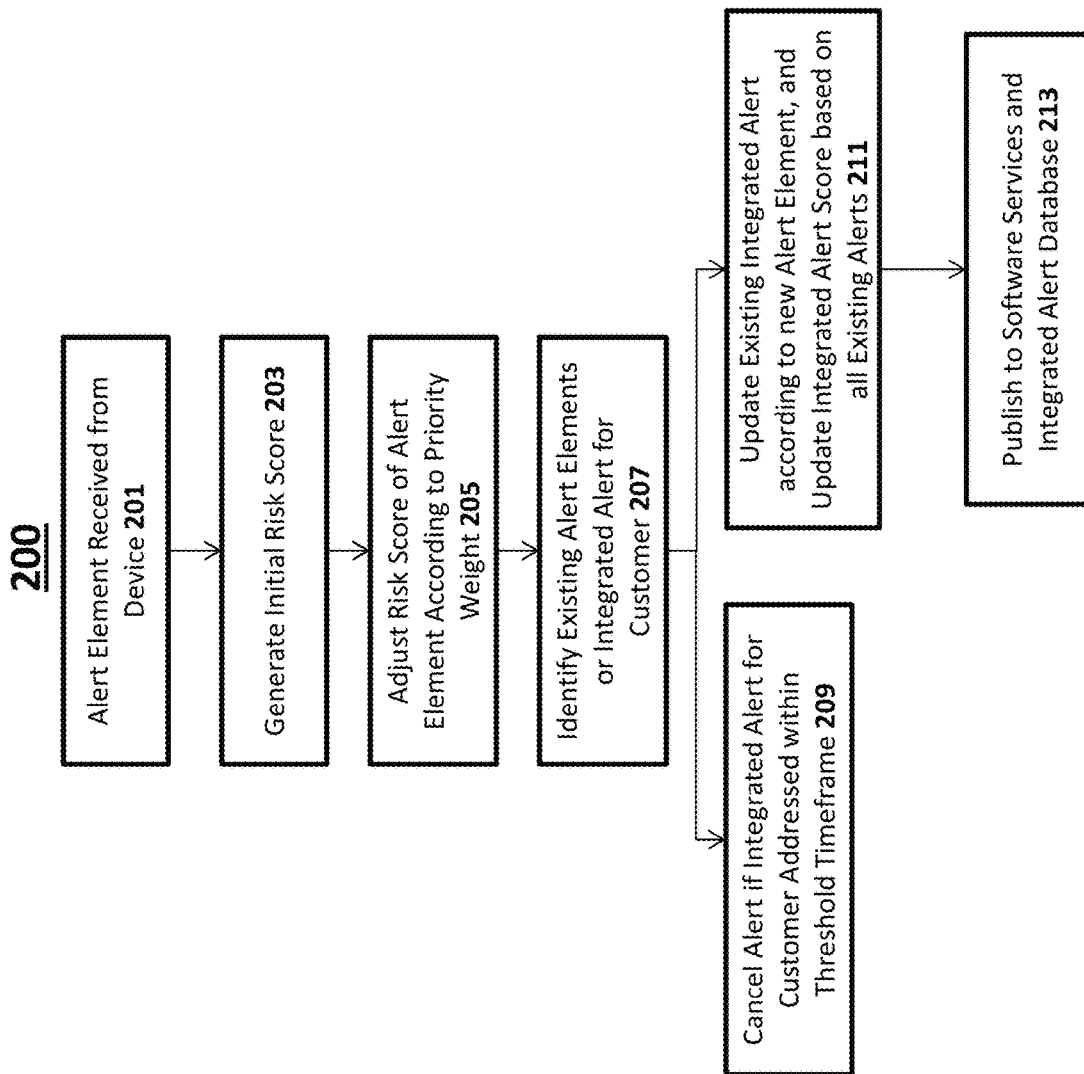 200
Alert Element Received from
Device 201
Generate Initial Risk Score 203
Adjust Risk Score of Alert
Element According to Priority
Weight 205
Identify Existing Alert Elements
or Integrated Alert for
Customer 207
Cancel Alert if Integrated Alert for
Customer Addressed within
Threshold Timeframe 209
Update Existing Integrated Alert
according to new Alert Element, and
Update Integrated Alert Score based on
all Existing Alerts 211
Publish to Software Services and
Integrated Alert Database 213